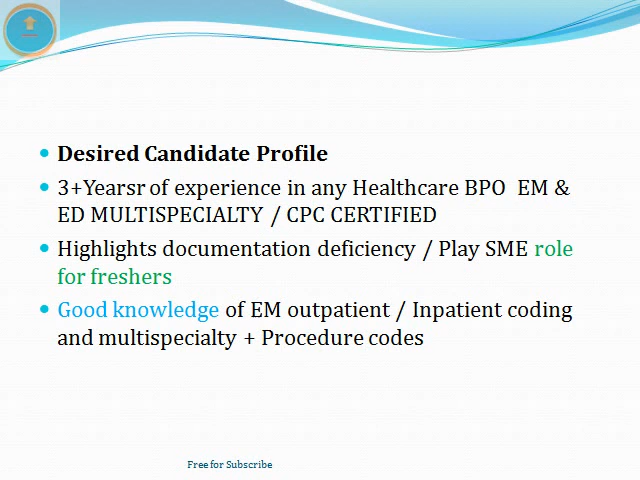 Desired Candidate Profile
3+Yearsr of experience in any Healthcare BPO  EM &
ED MULTISPECIALTY / CPC CERTIFIED
Highlights documentation deficiency / Play SME role
for freshers
Good knowledge of EM outpatient / Inpatient coding
and multispecialty + Procedure codes
Free for Subscribe